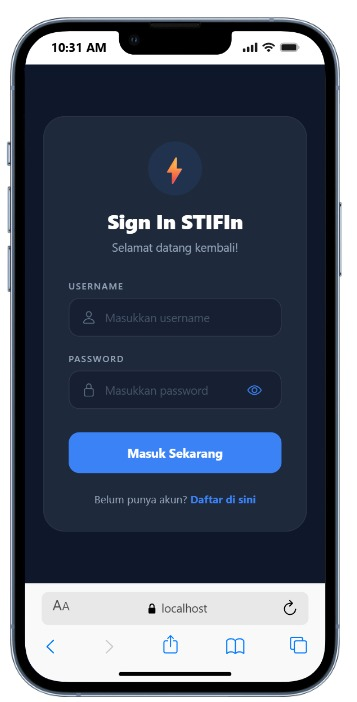 10:31 AM
Sign In STIFIn
Selamat datang kembali!
USERNAME
Masukkan username
PASSWORD
Masukkan password
Masuk Sekarang
Belum punya akun? Daftar di sini
AA localhost